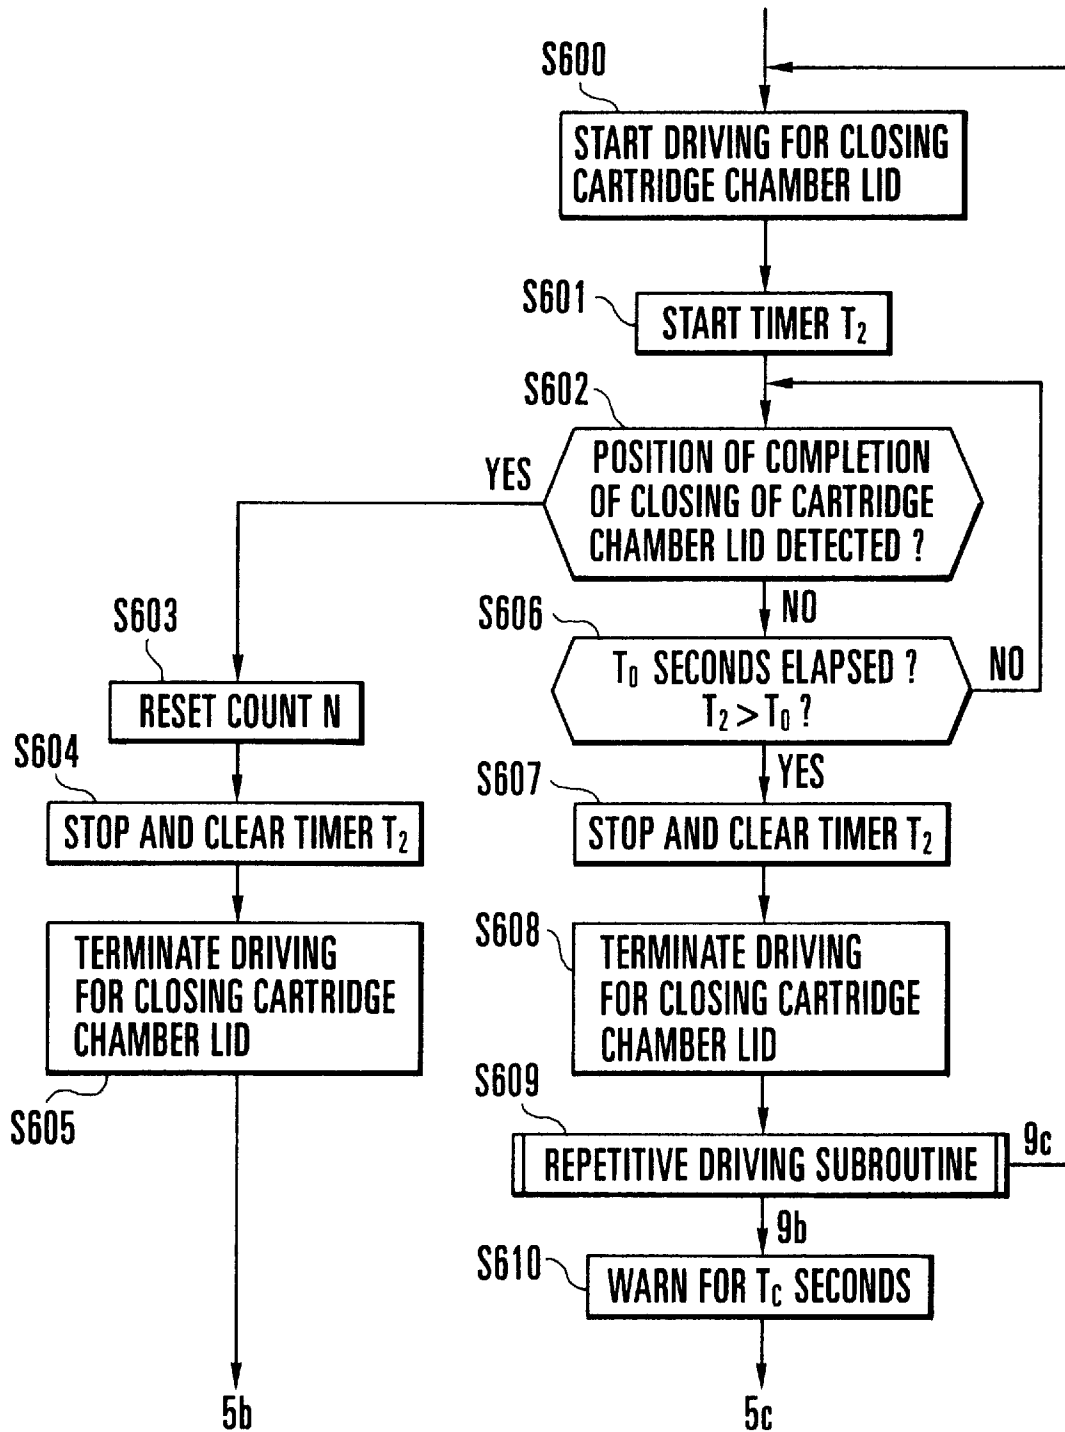 S600
START DRIVING FOR CLOSING
CARTRIDGE CHAMBER LID
S601
START TIMER T₂
S602
POSITION OF COMPLETION
OF CLOSING OF CARTRIDGE
CHAMBER LID DETECTED ?
YES
NO
S603
RESET COUNT N
S606
T₀ SECONDS ELAPSED ?
T₂ > T₀ ?
NO
YES
S604
STOP AND CLEAR TIMER T₂
S607
STOP AND CLEAR TIMER T₂
TERMINATE DRIVING
FOR CLOSING CARTRIDGE
CHAMBER LID
S605
S608
TERMINATE DRIVING
FOR CLOSING CARTRIDGE
CHAMBER LID
S609
REPETITIVE DRIVING SUBROUTINE
9c
9b
S610
WARN FOR T꜀ SECONDS
5b
5c